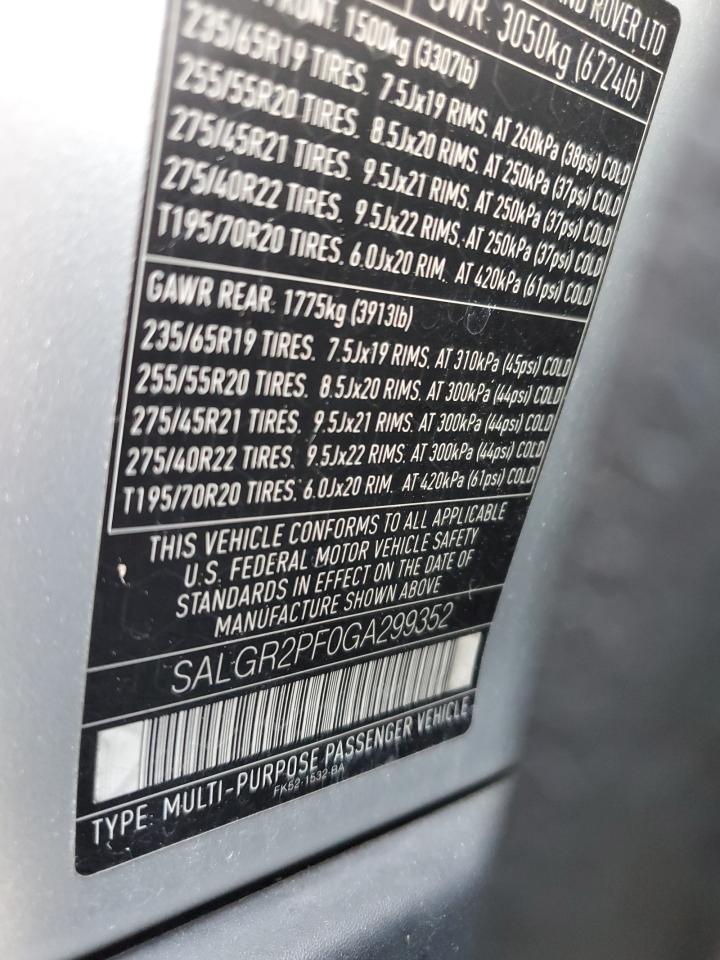 AND ROVER LTD
GVWR: 3050kg (6724lb)
FRONT: 1500kg (3307lb)
235/65R19 TIRES. 7.5Jx19 RIMS. AT 260kPa (38psi) COLD
255/55R20 TIRES. 8.5Jx20 RIMS. AT 250kPa (37psi) COLD
275/45R21 TIRES. 9.5Jx21 RIMS. AT 250kPa (37psi) COLD
275/40R22 TIRES. 9.5Jx22 RIMS. AT 250kPa (37psi) COLD
T195/70R20 TIRES. 6.0Jx20 RIM. AT 420kPa (61psi) COLD
GAWR REAR: 1775kg (3913lb)
235/65R19 TIRES. 7.5Jx19 RIMS. AT 310kPa (45psi) COLD
255/55R20 TIRES. 8.5Jx20 RIMS. AT 300kPa (44psi) COLD
275/45R21 TIRES. 9.5Jx21 RIMS. AT 300kPa (44psi) COLD
275/40R22 TIRES. 9.5Jx22 RIMS. AT 300kPa (44psi) COLD
T195/70R20 TIRES. 6.0Jx20 RIM. AT 420kPa (61psi) COLD
THIS VEHICLE CONFORMS TO ALL APPLICABLE
U.S. FEDERAL MOTOR VEHICLE SAFETY
STANDARDS IN EFFECT ON THE DATE OF
MANUFACTURE SHOWN ABOVE
SALGR2PF0GA299352
TYPE: MULTI-PURPOSE PASSENGER VEHICLE
FK52-1532-BA